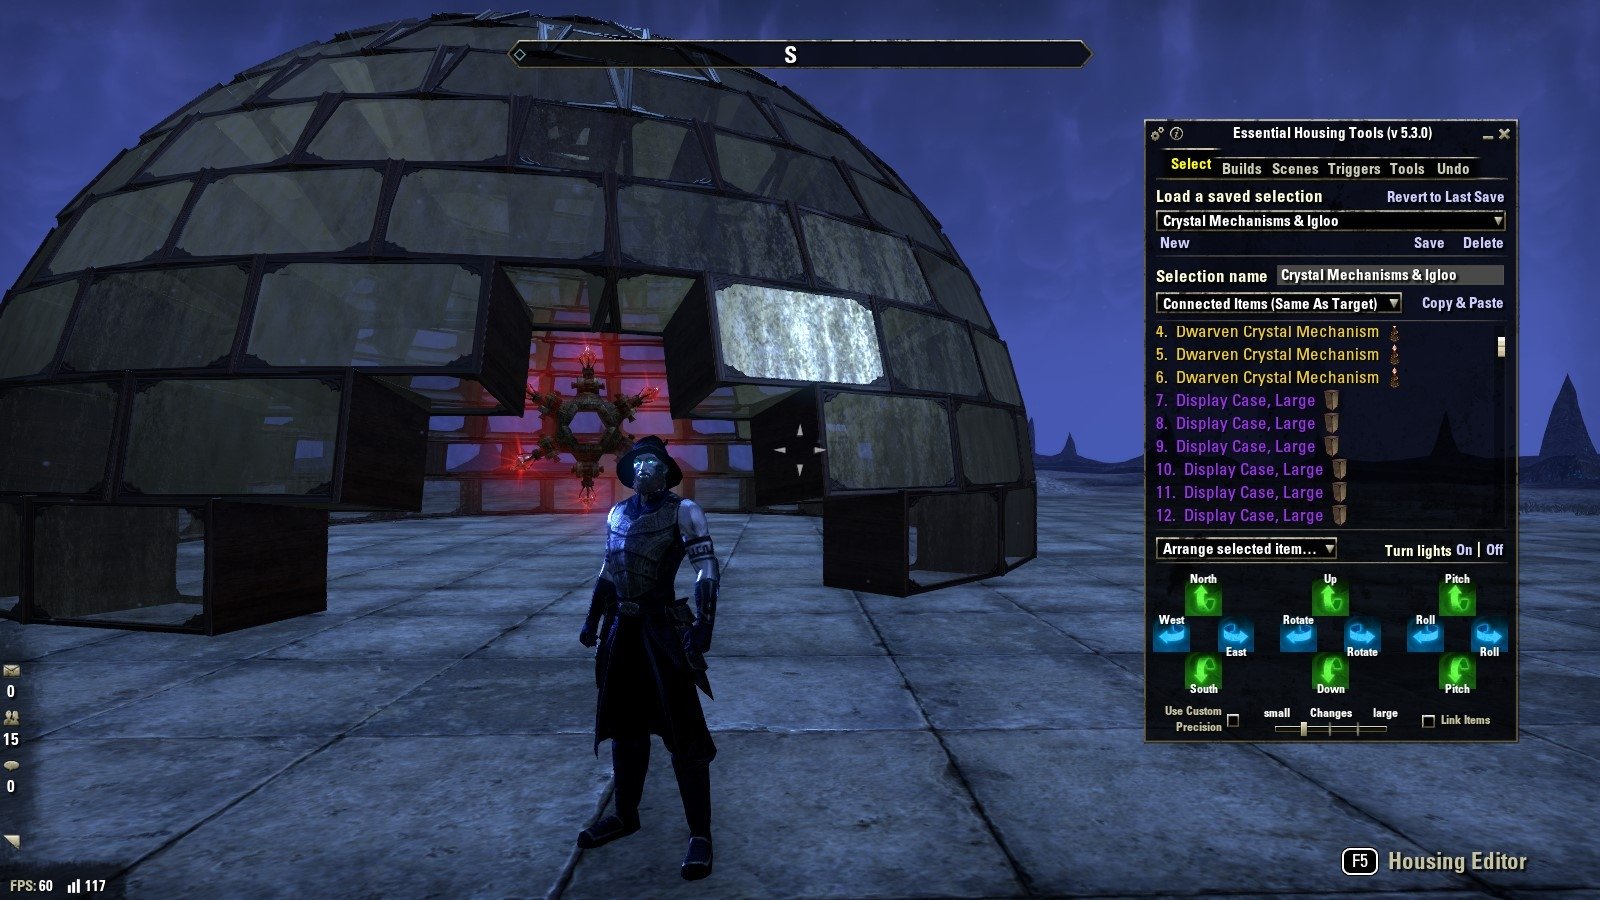 S
Essential Housing Tools (v 5.3.0)
Select Builds Scenes Triggers Tools Undo
Load a saved selection Revert to Last Save
Crystal Mechanisms & Igloo
New Save Delete
Selection name Crystal Mechanisms & Igloo
Connected Items (Same As Target) Copy & Paste
4. Dwarven Crystal Mechanism
5. Dwarven Crystal Mechanism
6. Dwarven Crystal Mechanism
7. Display Case, Large
8. Display Case, Large
9. Display Case, Large
10. Display Case, Large
11. Display Case, Large
12. Display Case, Large
Arrange selected item... Turn lights On | Off
North Up Pitch
West Rotate Roll
East Rotate Roll
South Down Pitch
Use Custom Precision small Changes large Link Items
0
15
0
F5 Housing Editor
FPS: 60 117